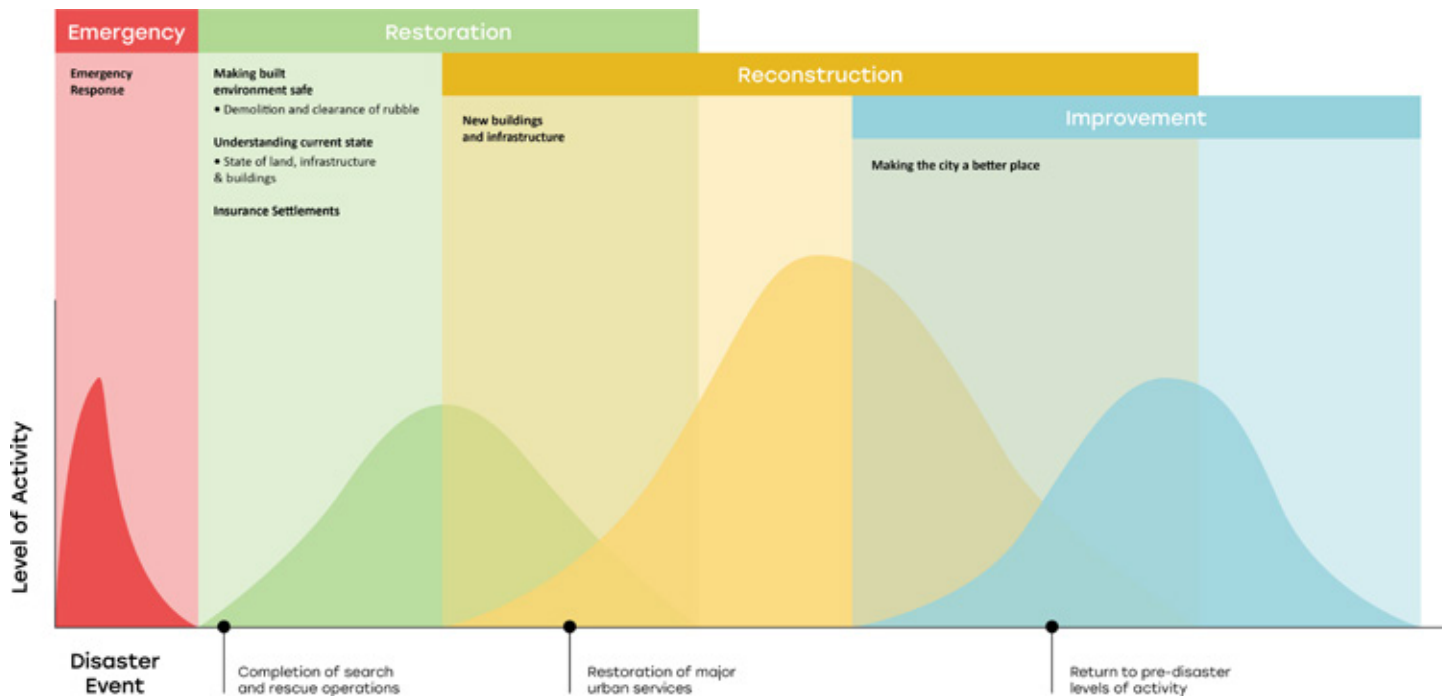 Emergency
Restoration
Reconstruction
Improvement
Emergency
Response
Making built
environment safe
• Demolition and clearance of rubble
Understanding current state
• State of land, infrastructure
& buildings
Insurance Settlements
New buildings
and infrastructure
Making the city a better place
Level of Activity
Disaster
Event
Completion of search
and rescue operations
Restoration of major
urban services
Return to pre-disaster
levels of activity